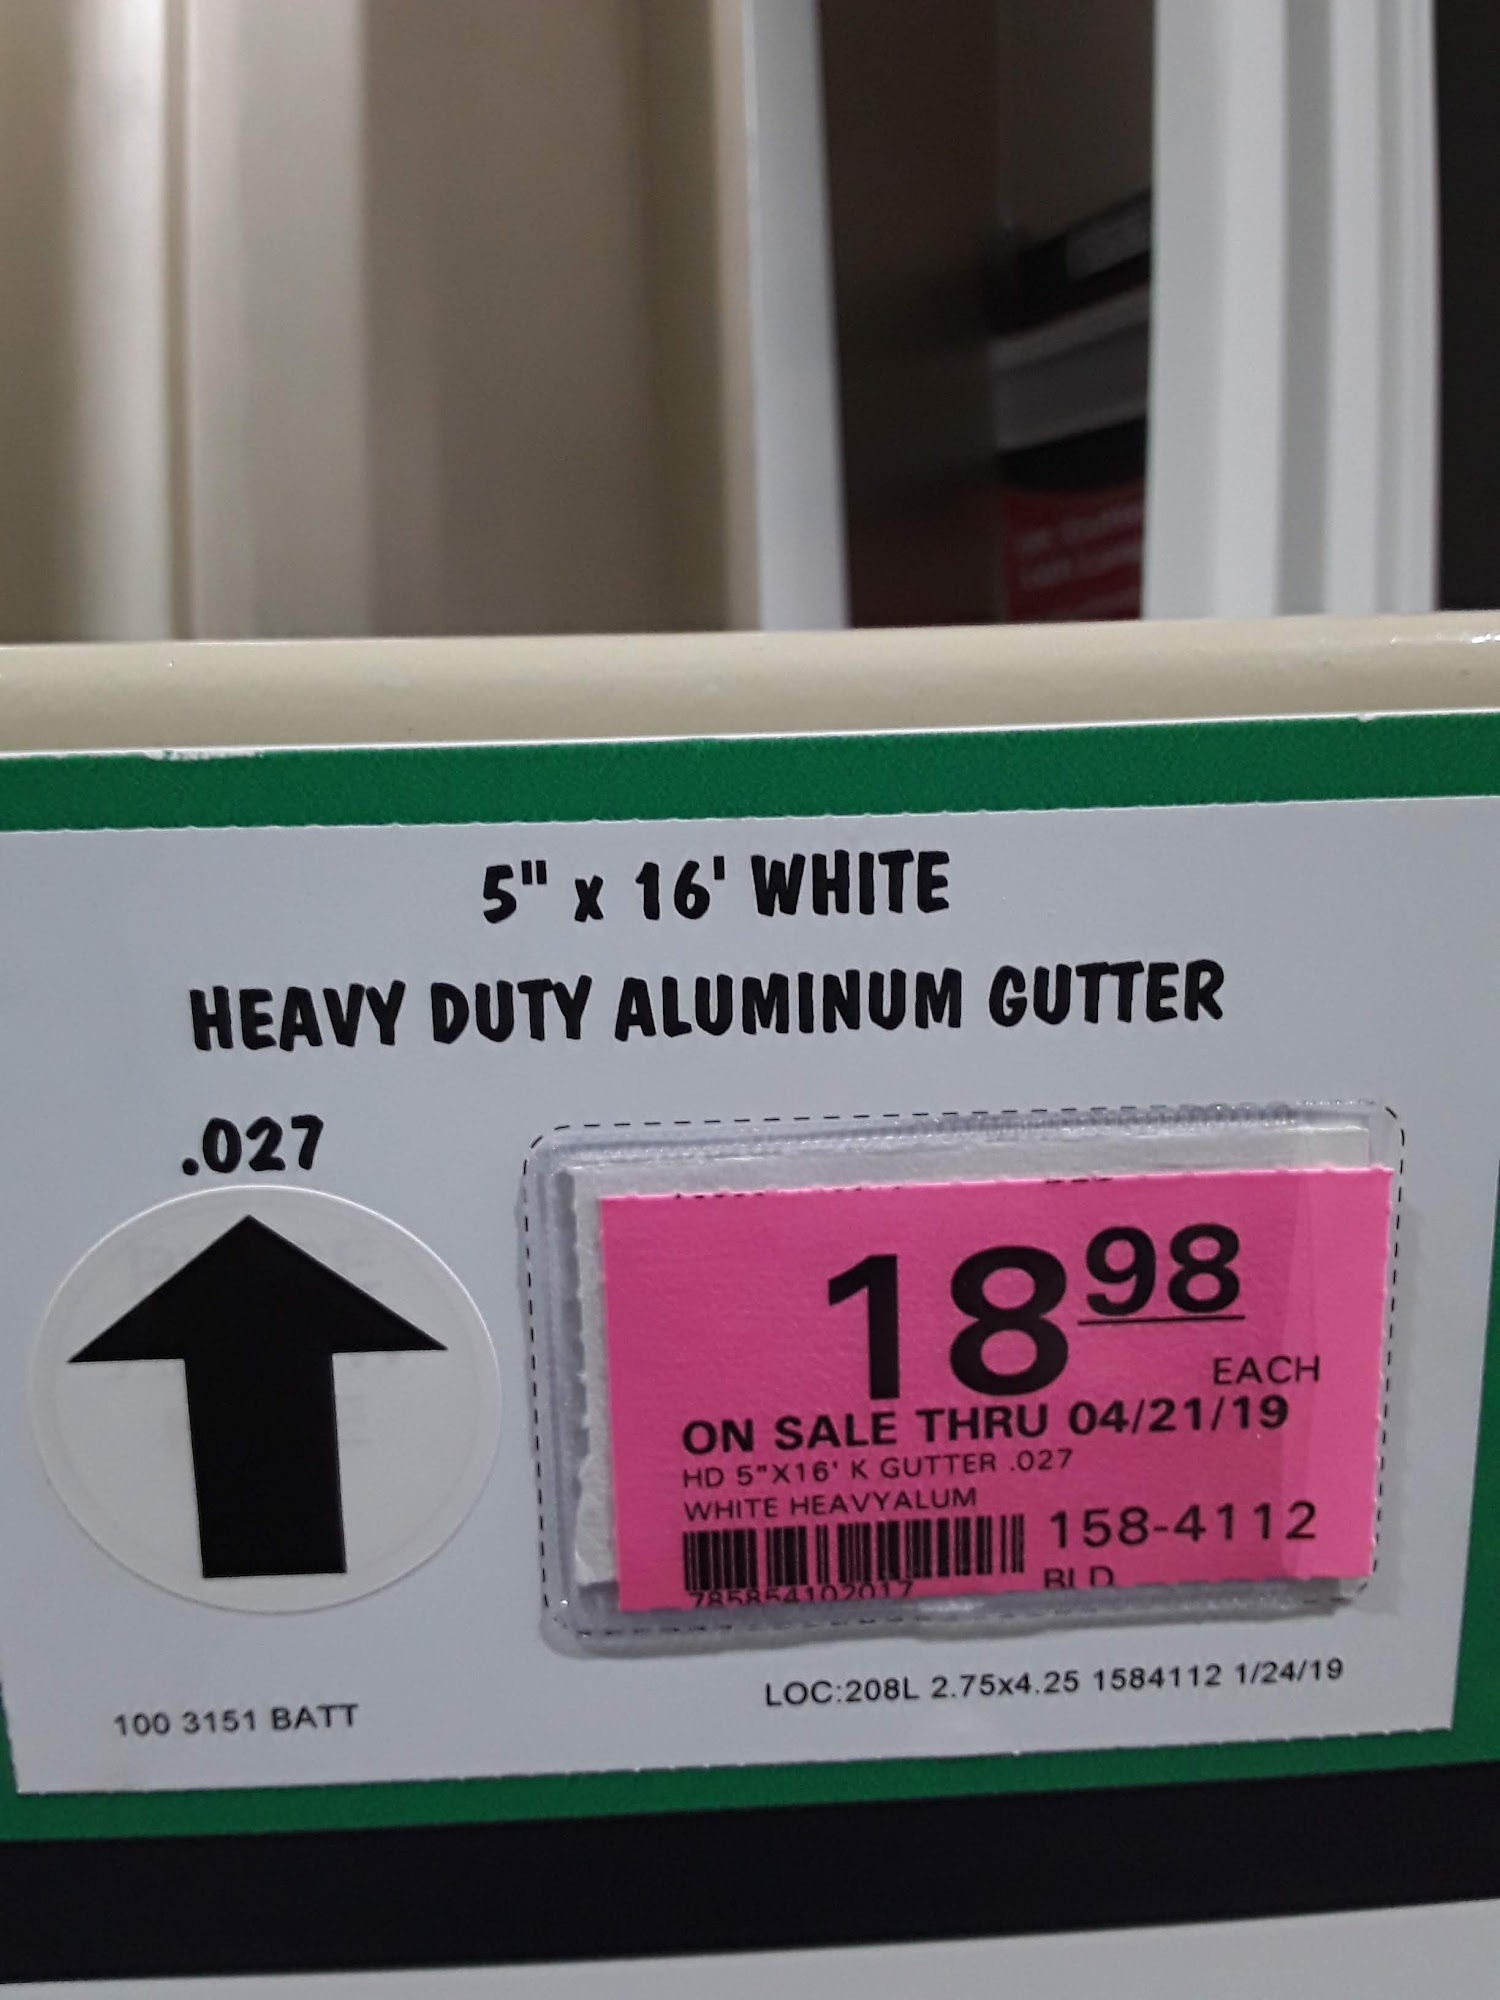 5" x 16' WHITE
HEAVY DUTY ALUMINUM GUTTER
.027
18 98
EACH
ON SALE THRU 04/21/19
HD 5"X16' K GUTTER .027
WHITE HEAVYALUM
158-4112
785854102017
BLD
LOC:208L 2.75x4.25 1584112 1/24/19
100 3151 BATT